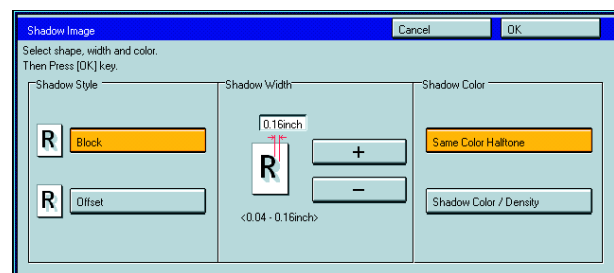 Shadow Image
Cancel
OK
Select shape, width and color.
Then Press [OK] key.
Shadow Style
Shadow Width
Shadow Color
0.16inch
R
Block
R
+
Same Color Halftone
R
Offset
−
Shadow Color / Density
<0.04 - 0.16inch>